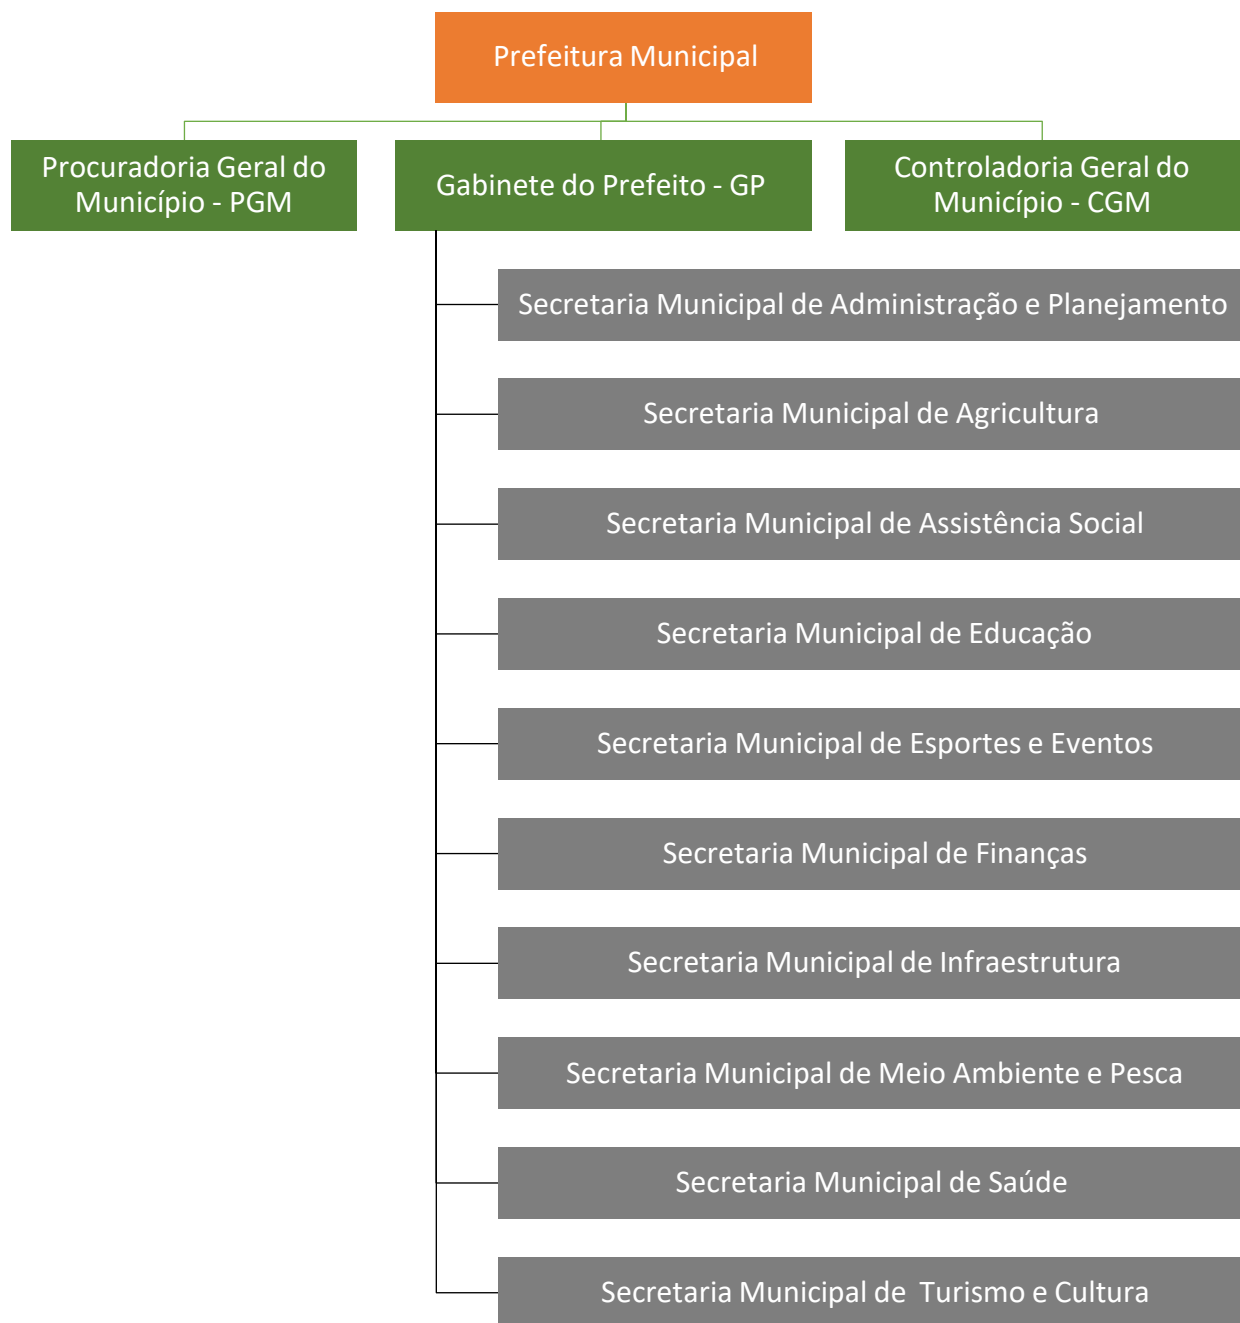 Prefeitura Municipal
Procuradoria Geral do
Município - PGM
Gabinete do Prefeito - GP
Controladoria Geral do
Município - CGM
Secretaria Municipal de Administração e Planejamento
Secretaria Municipal de Agricultura
Secretaria Municipal de Assistência Social
Secretaria Municipal de Educação
Secretaria Municipal de Esportes e Eventos
Secretaria Municipal de Finanças
Secretaria Municipal de Infraestrutura
Secretaria Municipal de Meio Ambiente e Pesca
Secretaria Municipal de Saúde
Secretaria Municipal de  Turismo e Cultura